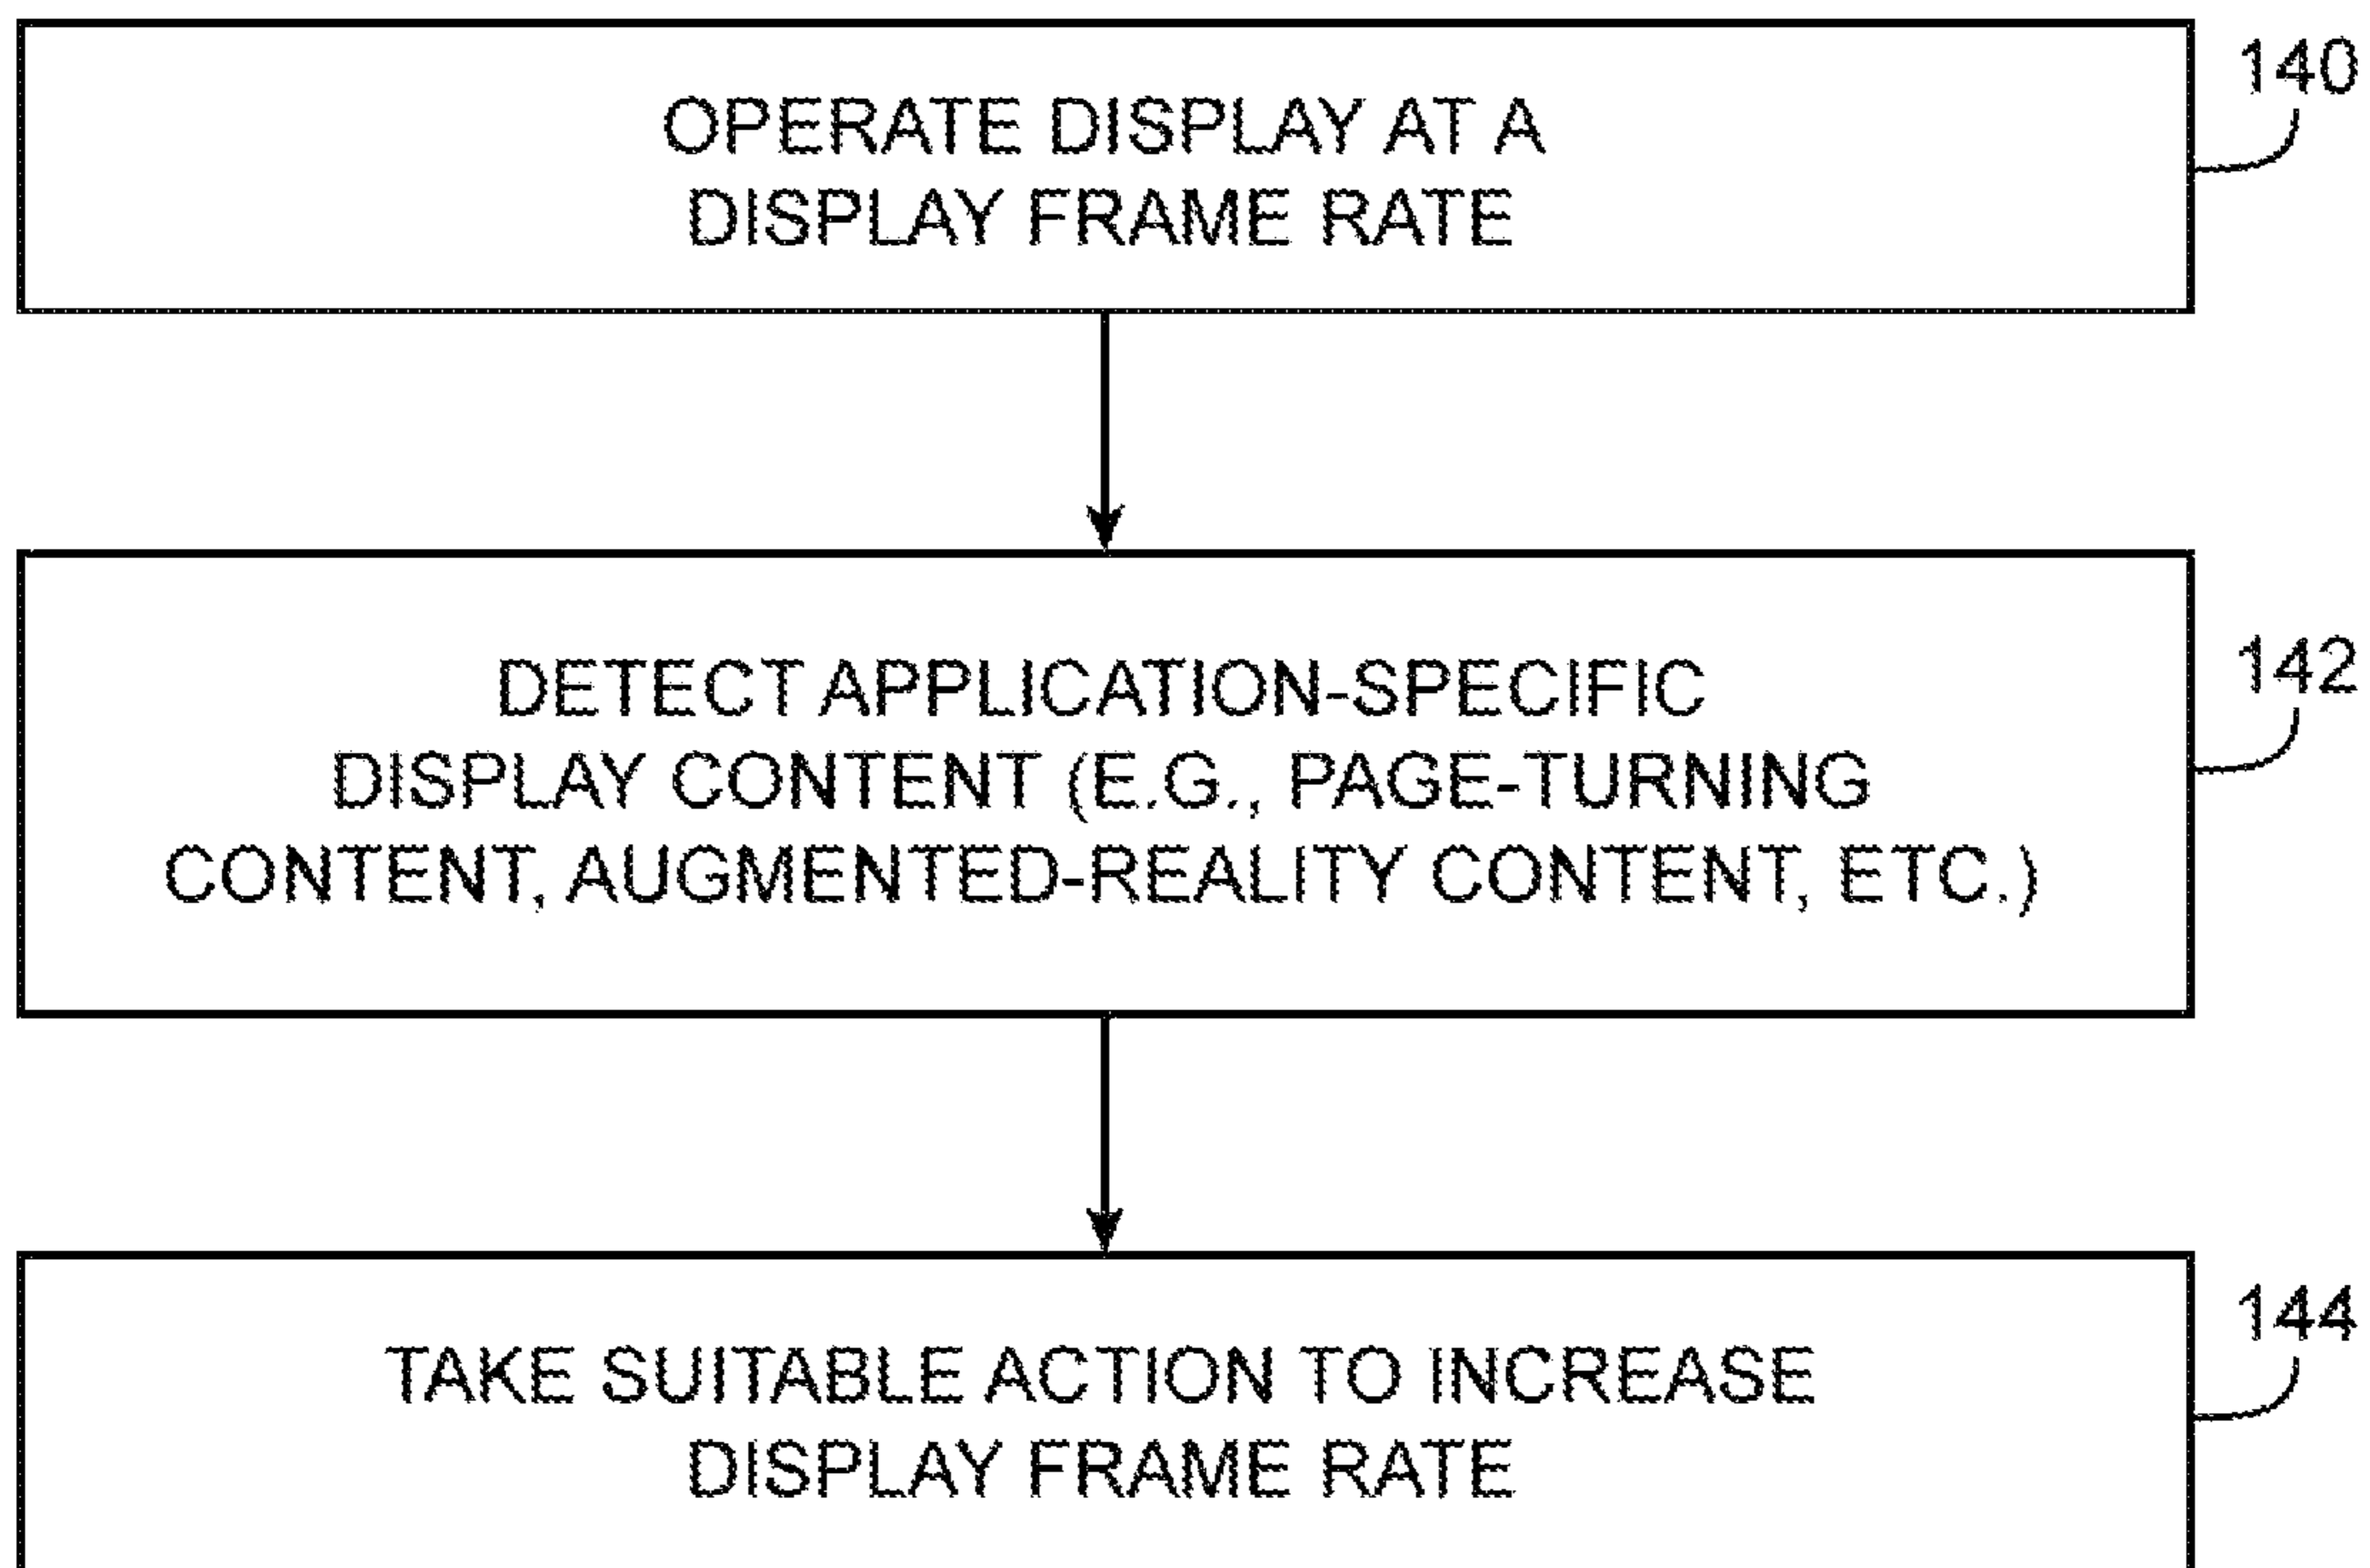 140
OPERATE DISPLAY AT A
DISPLAY FRAME RATE
142
DETECT APPLICATION-SPECIFIC
DISPLAY CONTENT (E.G., PAGE-TURNING
CONTENT, AUGMENTED-REALITY CONTENT, ETC.)
144
TAKE SUITABLE ACTION TO INCREASE
DISPLAY FRAME RATE